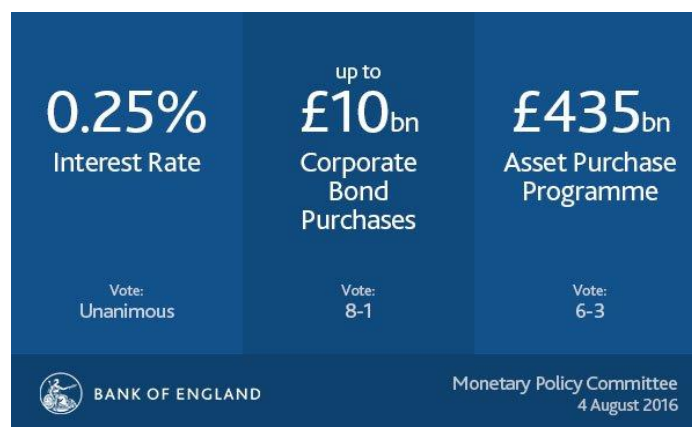 0.25%
Interest Rate
Vote:
Unanimous
up to
£10bn
Corporate
Bond
Purchases
Vote:
8-1
£435bn
Asset Purchase
Programme
Vote:
6-3
BANK OF ENGLAND
Monetary Policy Committee
4 August 2016